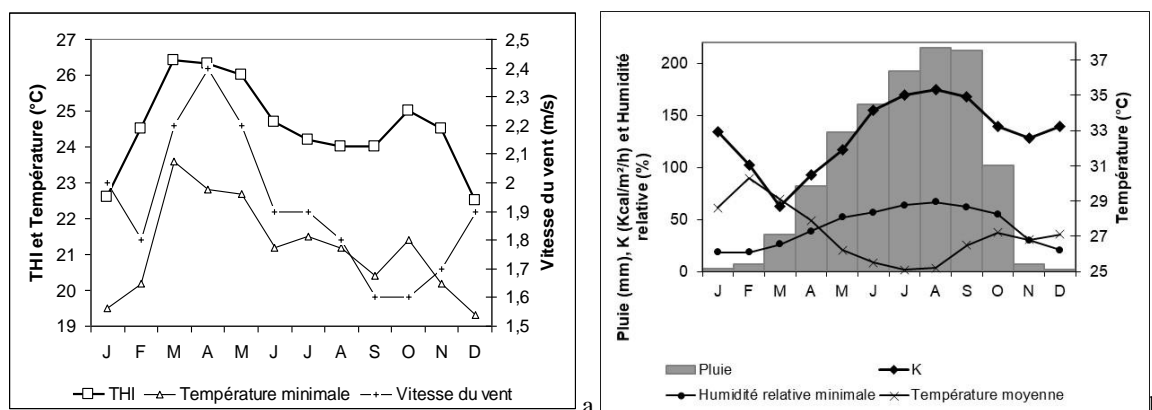 THI et Température (°C)
27
26
25
24
23
22
21
20
19
2,5
2,4
2,3
2,2
2,1
2
1,9
1,8
1,7
1,6
1,5
Vitesse du vent (m/s)
J F M A M J J A S O N D
THI Température minimale Vitesse du vent
a
Pluie (mm), K (Kcal/m²/h) et Humidité
relative (%)
200
150
100
50
0
37
35
33
31
29
27
25
Température (°C)
J F M A M J J A S O N D
Pluie K
Humidité relative minimale Température moyenne